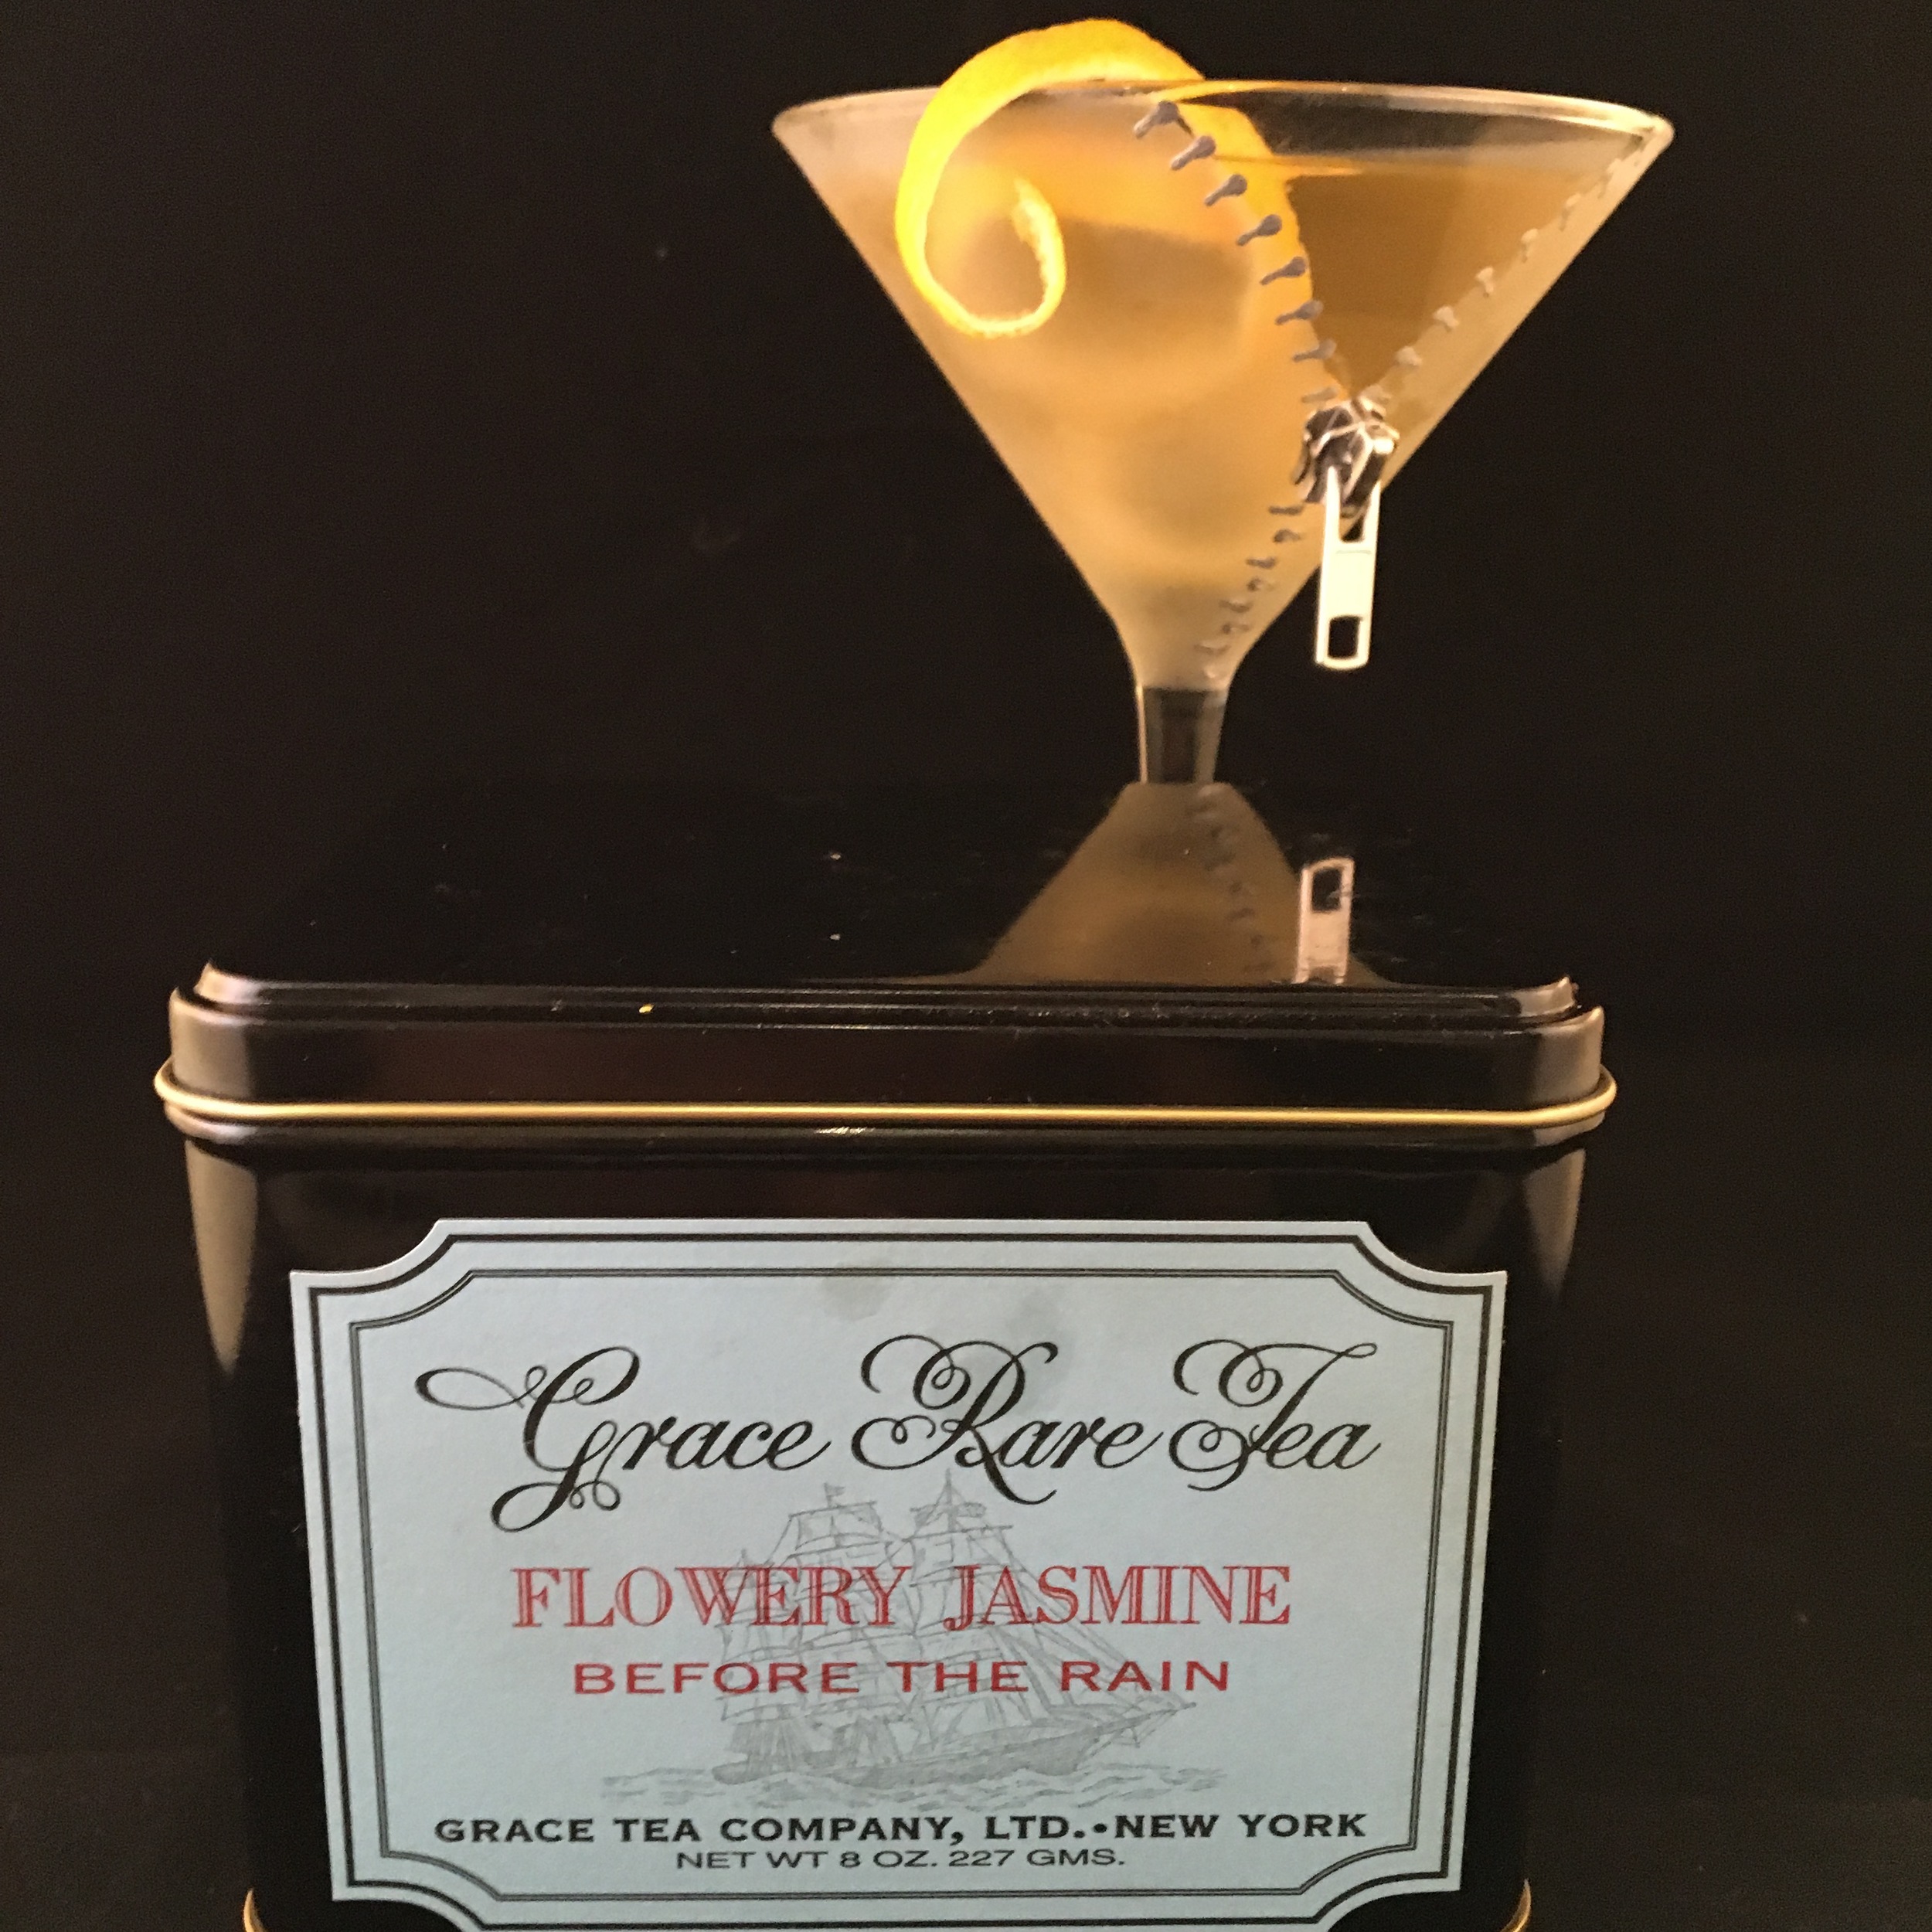 Grace Rare Tea
FLOWERY JASMINE
BEFORE THE RAIN
GRACE TEA COMPANY, LTD.•NEW YORK
NET WT 8 OZ. 227 GMS.